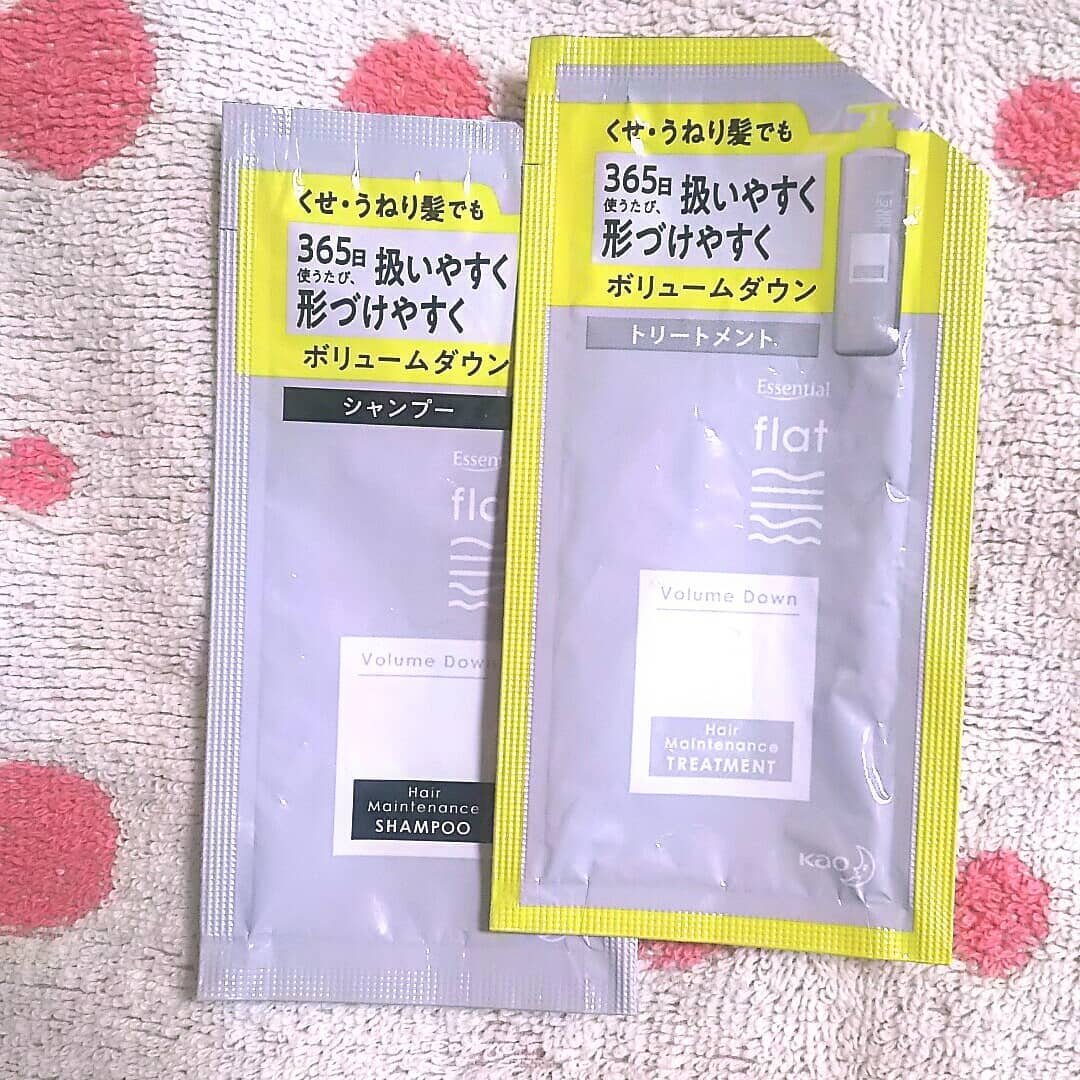 くせ・うねり髪でも
365日
使うたび、
扱いやすく
形づけやすく
ボリュームダウン
シャンプー
Essen
fla
Volume Down
Hair
Maintenance
SHAMPOO
くせ・うねり髪でも
365日
使うたび、
扱いやすく
形づけやすく
ボリュームダウン
トリートメント
Essential
flat
Volume Down
Hair
Maintenance
TREATMENT
Kao